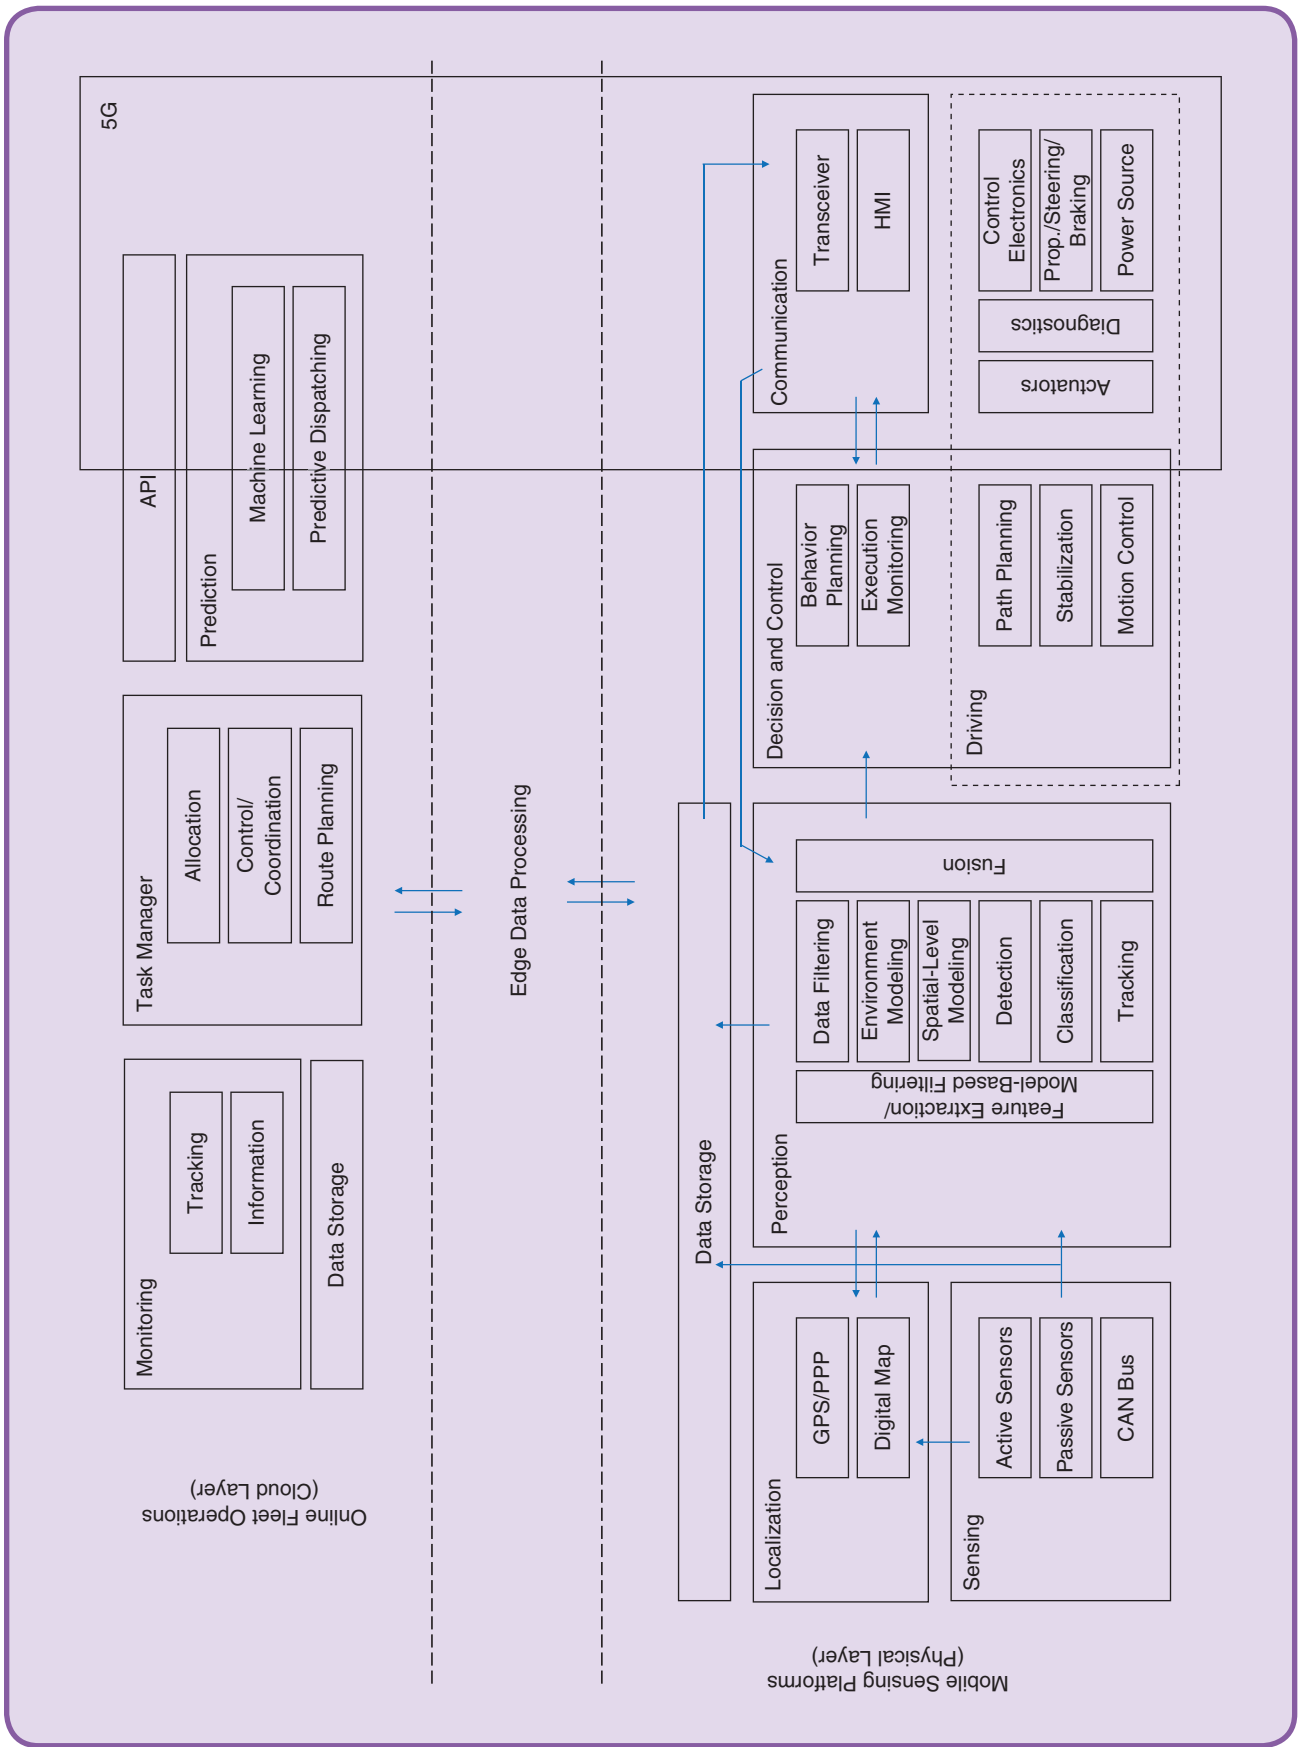 Online Fleet Operations
(Cloud Layer)
Monitoring
Tracking
Information
Data Storage
Task Manager
Allocation
Control/
Coordination
Route Planning
API
Prediction
Machine Learning
Predictive Dispatching
5G
Edge Data Processing
Mobile Sensing Platforms
(Physical Layer)
Data Storage
Localization
GPS/PPP
Digital Map
Sensing
Active Sensors
Passive Sensors
CAN Bus
Perception
Feature Extraction/
Model-Based Filtering
Data Filtering
Environment
Modeling
Spatial-Level
Modeling
Detection
Classification
Tracking
Fusion
Decision and Control
Behavior
Planning
Execution
Monitoring
Driving
Path Planning
Stabilization
Motion Control
Communication
Transceiver
HMI
Actuators
Diagnostics
Control
Electronics
Prop./Steering/
Braking
Power Source